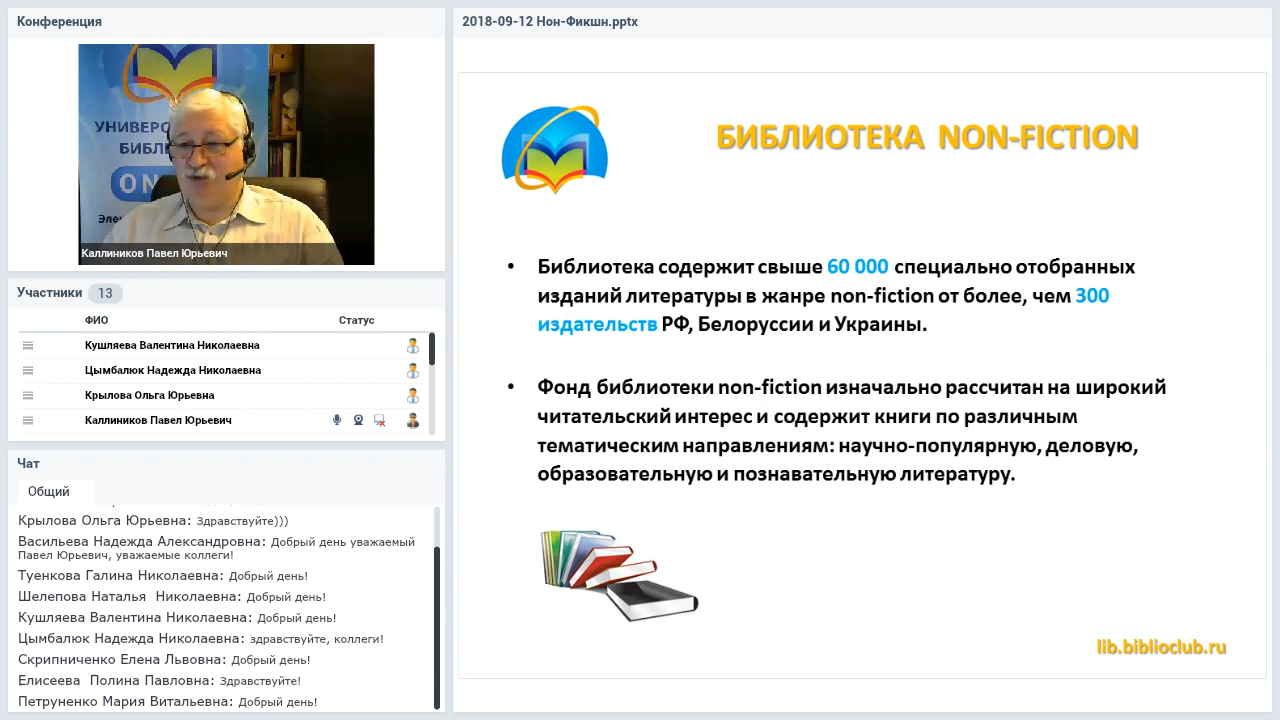 Конференция
УНИВЕРС
БИБЛ
ON
Каллиников Павел Юрьевич
Участники 13
ФИО Статус
Кушляева Валентина Николаевна
Цымбалюк Надежда Николаевна
Крылова Ольга Юрьевна
Каллиников Павел Юрьевич
Чат
Общий
Крылова Ольга Юрьевна: Здравствуйте)))
Васильева Надежда Александровна: Добрый день уважаемый
Павел Юрьевич, уважаемые коллеги!
Туенкова Галина Николаевна: Добрый день!
Шелепова Наталья Николаевна: Добрый день!
Кушляева Валентина Николаевна: Добрый день!
Цымбалюк Надежда Николаевна: здравствуйте, коллеги!
Скрипниченко Елена Львовна: Добрый день!
Елисеева Полина Павловна: Здравствуйте!
Петруненко Мария Витальевна: Добрый день!
2018-09-12 Нон-Фикшн.pptx
БИБЛИОТЕКА NON-FICTION
• Библиотека содержит свыше 60 000 специально отобранных
изданий литературы в жанре non-fiction от более, чем 300
издательств РФ, Белоруссии и Украины.
• Фонд библиотеки non-fiction изначально рассчитан на широкий
читательский интерес и содержит книги по различным
тематическим направлениям: научно-популярную, деловую,
образовательную и познавательную литературу.
lib.biblioclub.ru